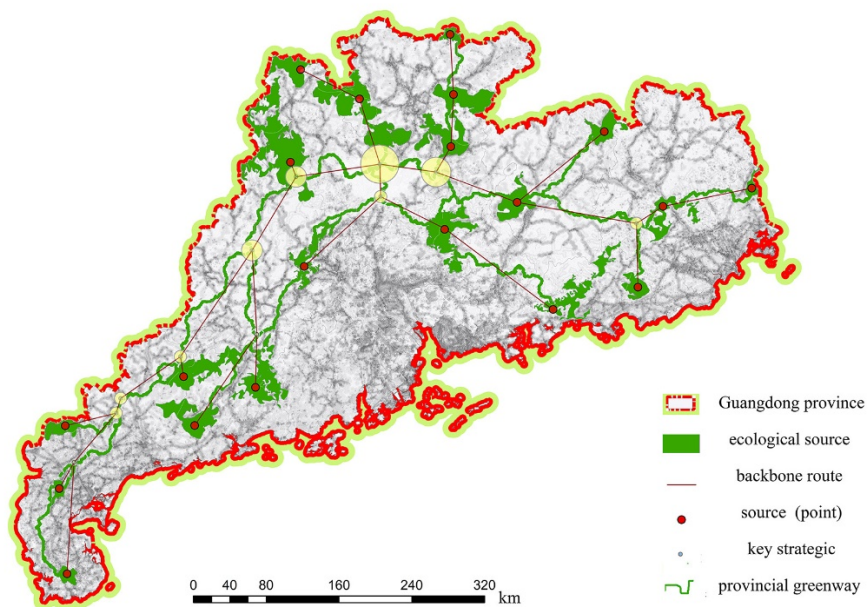 Guangdong province
ecological source
backbone route
source (point)
key strategic
provincial greenway
0 40 80 160 240 320
km